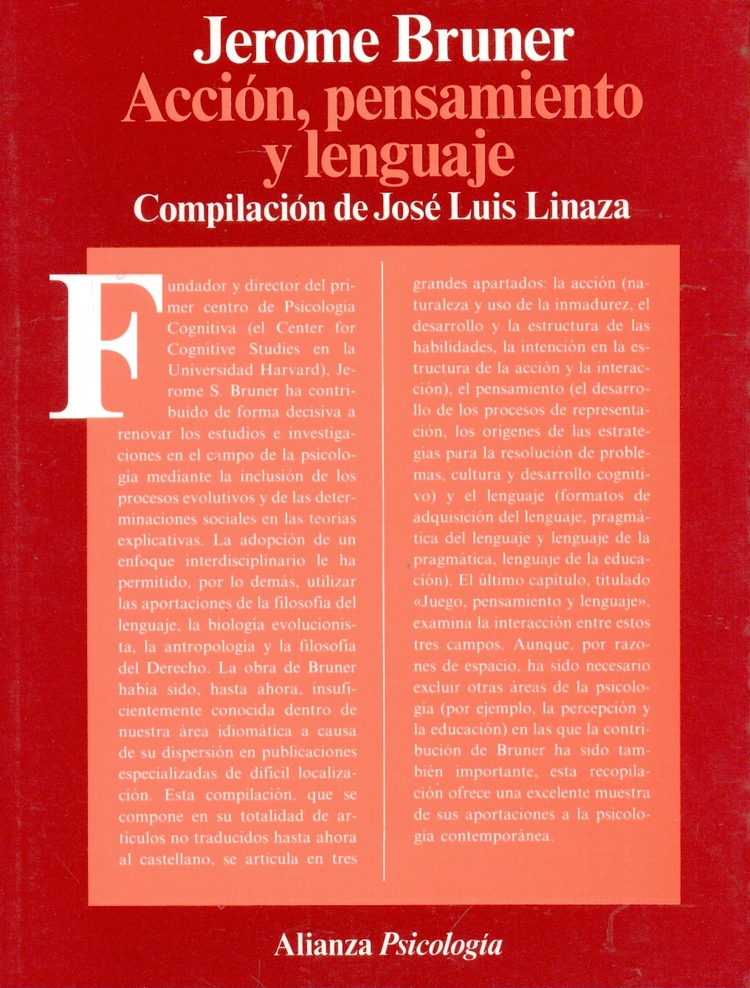 Jerome Bruner
Acción, pensamiento
y lenguaje
Compilación de José Luis Linaza
Fundador y director del pri-
mer centro de Psicología
Cognitiva (el Center for
Cognitive Studies en la
Universidad Harvard), Je-
rome S. Bruner ha contri-
buido de forma decisiva a
renovar los estudios e investiga-
ciones en el campo de la psicolo-
gía mediante la inclusión de los
procesos evolutivos y de las deter-
minaciones sociales en las teorías
explicativas. La adopción de un
enfoque interdisciplinario le ha
permitido, por lo demás, utilizar
las aportaciones de la filosofía del
lenguaje, la biología evolucionis-
ta, la antropología y la filosofía
del Derecho. La obra de Bruner
había sido, hasta ahora, insufi-
cientemente conocida dentro de
nuestra área idiomática a causa
de su dispersión en publicaciones
especializadas de difícil localiza-
ción. Esta compilación, que se
compone en su totalidad de ar-
tículos no traducidos hasta ahora
al castellano, se articula en tres
grandes apartados: la acción (na-
turaleza y uso de la inmadurez, el
desarrollo y la estructura de las
habilidades, la intención en la es-
tructura de la acción y la interac-
ción), el pensamiento (el desarro-
llo de los procesos de representa-
ción, los orígenes de las estrate-
gias para la resolución de proble-
mas, cultura y desarrollo cogniti-
vo) y el lenguaje (formatos de
adquisición del lenguaje, pragmá-
tica del lenguaje y lenguaje de la
pragmática, lenguaje de la educa-
ción). El último capítulo, titulado
«Juego, pensamiento y lenguaje»,
examina la interacción entre estos
tres campos. Aunque, por razo-
nes de espacio, ha sido necesario
excluir otras áreas de la psicolo-
gía (por ejemplo, la percepción y
la educación) en las que la contri-
bución de Bruner ha sido tam-
bién importante, esta recopila-
ción ofrece una excelente muestra
de sus aportaciones a la psicolo-
gía contemporánea.
Alianza Psicología